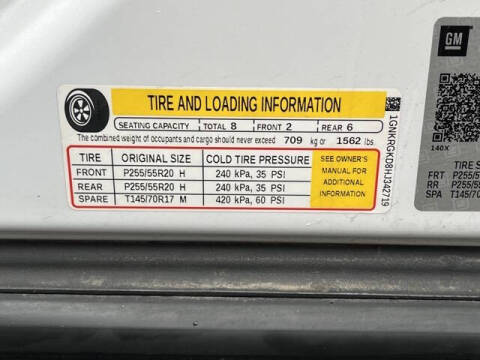 TIRE AND LOADING INFORMATION
SEATING CAPACITY TOTAL 8 FRONT 2 REAR 6
The combined weight of occupants and cargo should never exceed 709 kg or 1562 lbs.
TIRE ORIGINAL SIZE COLD TIRE PRESSURE
FRONT P255/55R20 H 240 kPa, 35 PSI
REAR P255/55R20 H 240 kPa, 35 PSI
SPARE T145/70R17 M 420 kPa, 60 PSI
SEE OWNER'S
MANUAL FOR
ADDITIONAL
INFORMATION
1GNKRGKD8HJ342719
GM
140X
TIRE S
FRT P255/5
RR P255/5
SPA T145/70